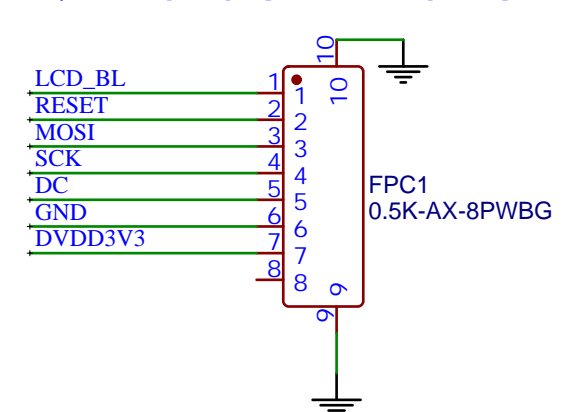 10
10
LCD_BL 1 1
RESET 2 2
MOSI 3 3
SCK 4 4
DC 5 5
GND 6 6
DVDD3V3 7 7
8 8
9
9
FPC1
0.5K-AX-8PWBG